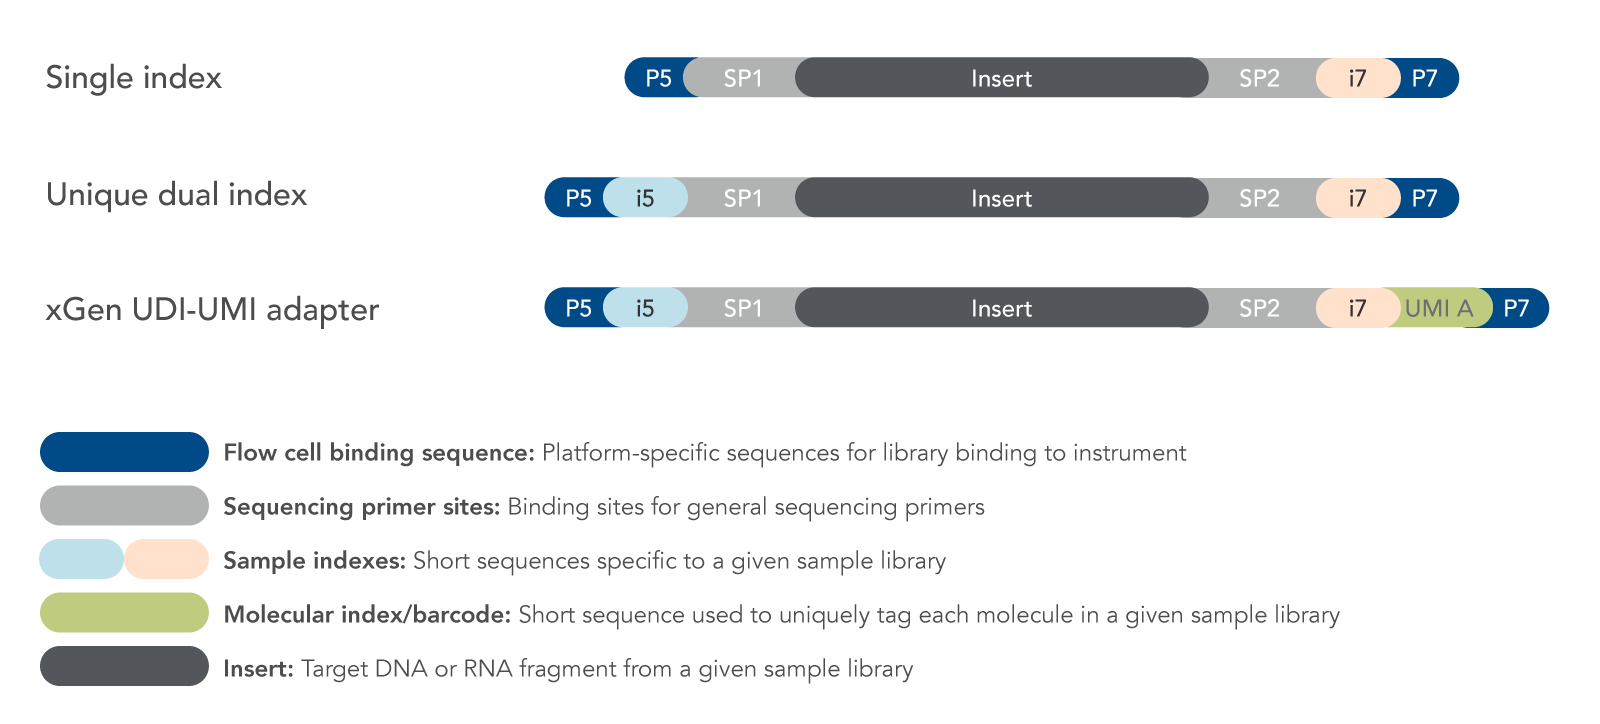 Single index P5 SP1 Insert SP2 i7 P7
Unique dual index P5 i5 SP1 Insert SP2 i7 P7
xGen UDI-UMI adapter P5 i5 SP1 Insert SP2 i7 UMI A P7
Flow cell binding sequence: Platform-specific sequences for library binding to instrument
Sequencing primer sites: Binding sites for general sequencing primers
Sample indexes: Short sequences specific to a given sample library
Molecular index/barcode: Short sequence used to uniquely tag each molecule in a given sample library
Insert: Target DNA or RNA fragment from a given sample library